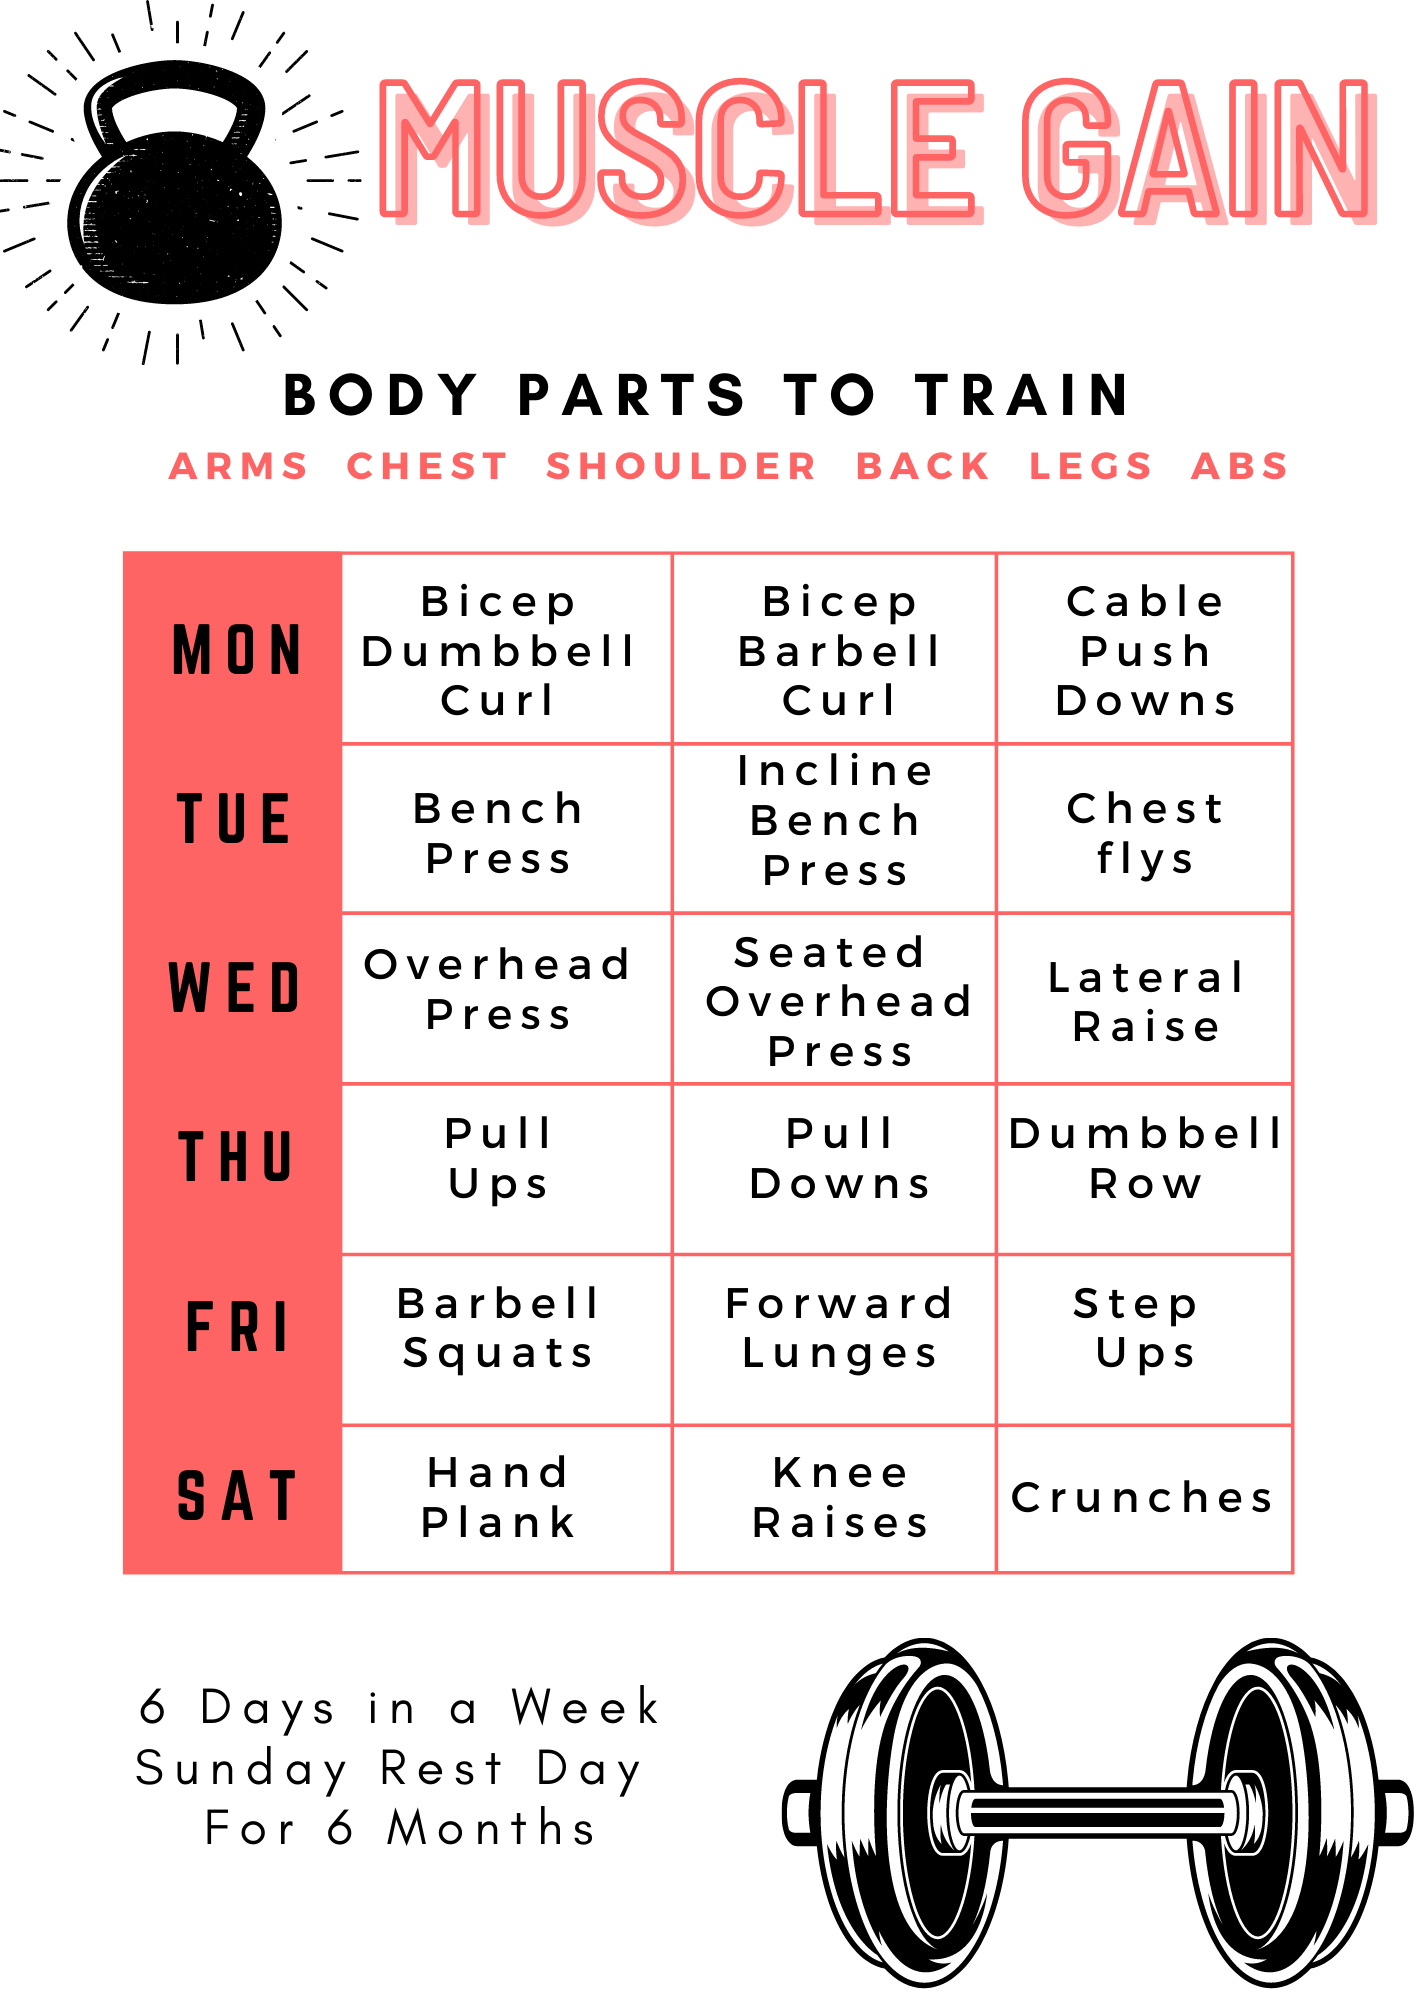 MUSCLE GAIN
BODY PARTS TO TRAIN
ARMS CHEST SHOULDER BACK LEGS ABS
MON
Bicep
Dumbbell
Curl
Bicep
Barbell
Curl
Cable
Push
Downs
TUE
Bench
Press
Incline
Bench
Press
Chest
flys
WED
Overhead
Press
Seated
Overhead
Press
Lateral
Raise
THU
Pull
Ups
Pull
Downs
Dumbbell
Row
FRI
Barbell
Squats
Forward
Lunges
Step
Ups
SAT
Hand
Plank
Knee
Raises
Crunches
6 Days in a Week
Sunday Rest Day
For 6 Months